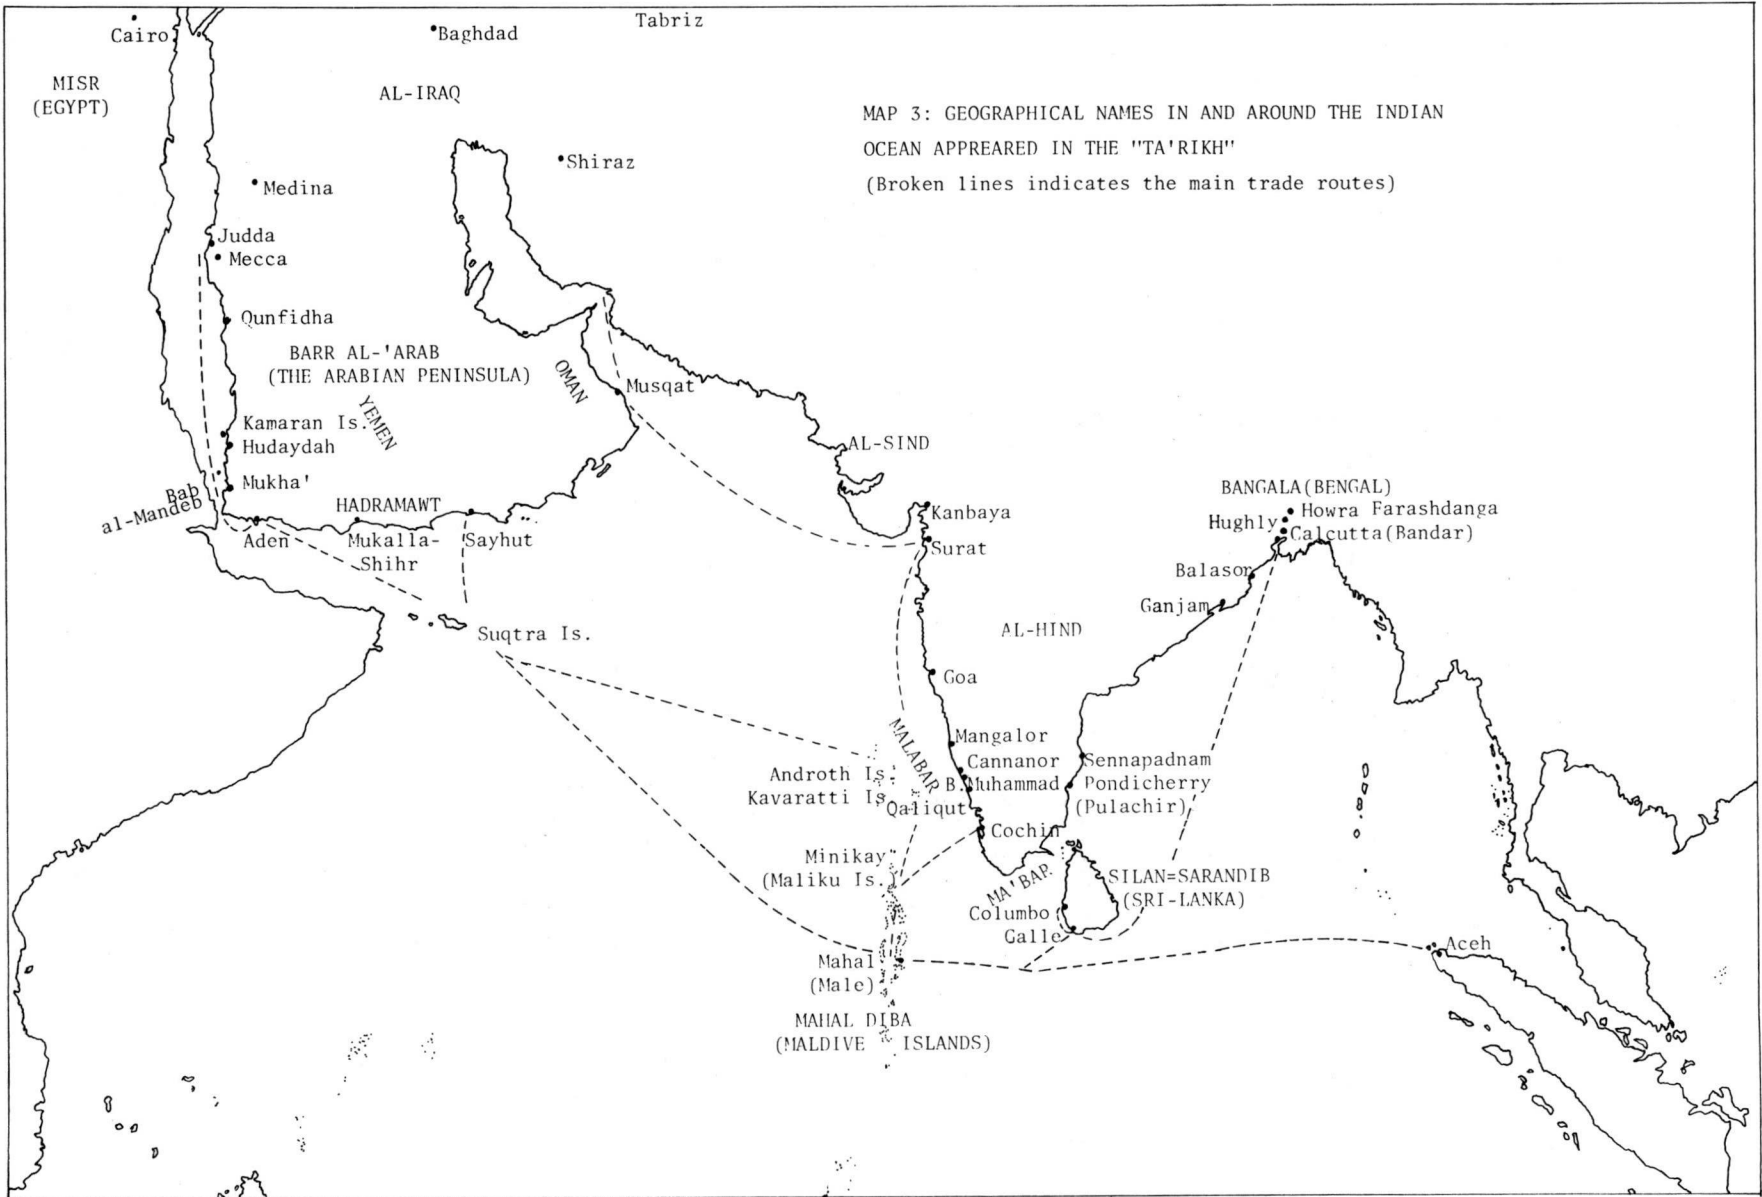 Cairo
Baghdad
Tabriz
MISR
(EGYPT)
AL-IRAQ
MAP 3: GEOGRAPHICAL NAMES IN AND AROUND THE INDIAN
OCEAN APPREARED IN THE "TA'RIKH"
(Broken lines indicates the main trade routes)
Shiraz
Medina
Judda
Mecca
Qunfidha
BARR AL-'ARAB
(THE ARABIAN PENINSULA)
OMAN
Musqat
YEMEN
Kamaran Is.
Hudaydah
AL-SIND
Mukha'
Bab
al-Mandeb
HADRAMAWT
Aden
Mukalla-
Shihr
Sayhut
Kanbaya
Surat
BANGALA(BENGAL)
Howra Farashdanga
Hughly
Calcutta(Bandar)
Balasor
Ganjam
AL-HIND
Suqtra Is.
Goa
MALABAR
Mangalor
Cannanor
B.Muhammad
Androth Is.
Kavaratti Is.
Qaliqut
Sennapadnam
Pondicherry
(Pulachir)
Cochin
Minikay
(Maliku Is.)
MA'BAR
SILAN=SARANDIB
(SRI-LANKA)
Columbo
Galle
Mahal
(Male)
Aceh
MAHAL DIBA
(MALDIVE ISLANDS)